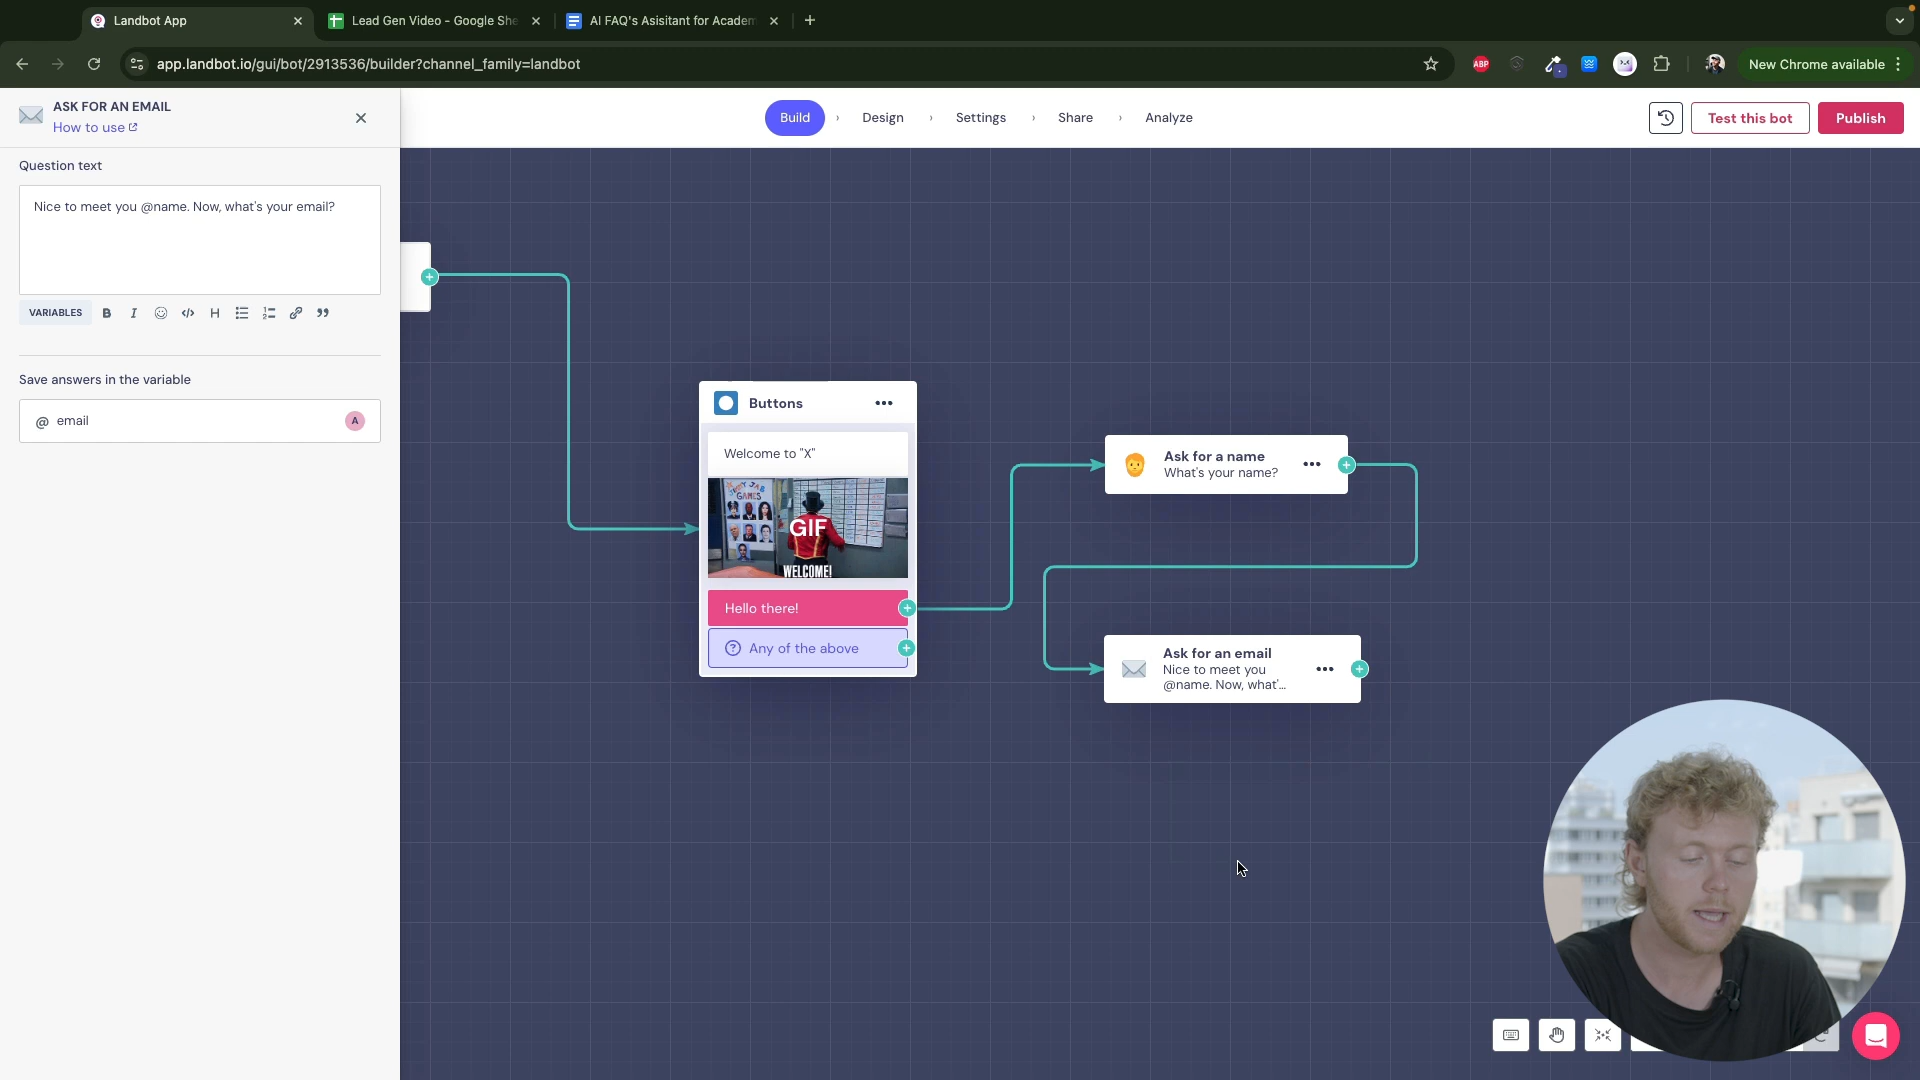 Landbot App
Lead Gen Video - Google She
AI FAQ's Asisitant for Academ
app.landbot.io/gui/bot/2913536/builder?channel_family=landbot
ABP
New Chrome available
ASK FOR AN EMAIL
How to use
Build
Design
Settings
Share
Analyze
Test this bot
Publish
Question text
Nice to meet you @name. Now, what's your email?
VARIABLES
B I H
Save answers in the variable
@ email
A
Buttons
Welcome to "X"
GAMES
GIF
WELCOME!
Hello there!
Any of the above
Ask for a name
What's your name?
Ask for an email
Nice to meet you
@name. Now, what'...